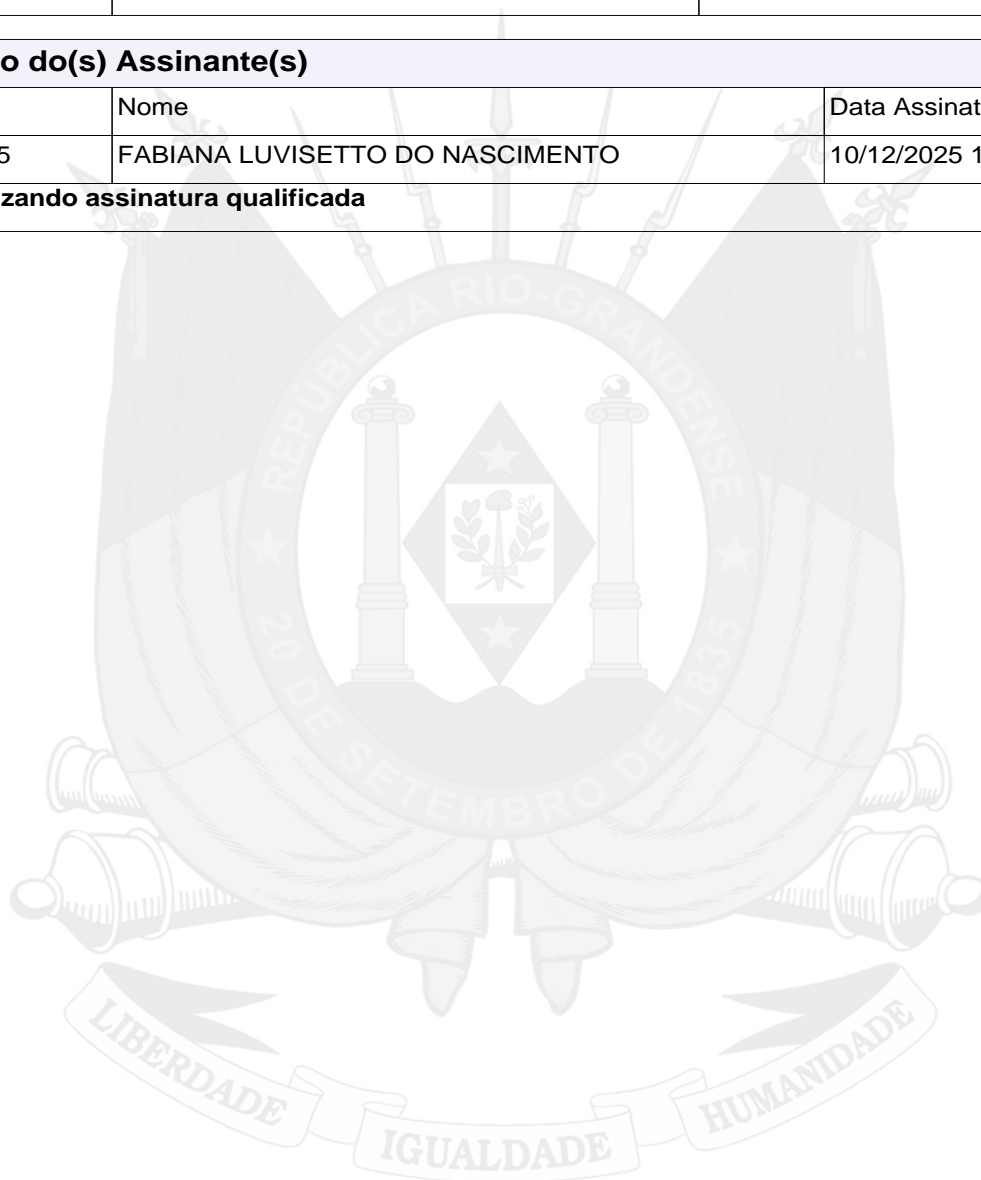 o do(s) Assinante(s)
Nome
Data Assinat
5
FABIANA LUVISETTO DO NASCIMENTO
10/12/2025 1
zando assinatura qualificada
REPÚBLICA RIO-GRANDENSE
★ 20 DE SETEMBRO DE 1835 ★
LIBERDADE
IGUALDADE
HUMANIDADE